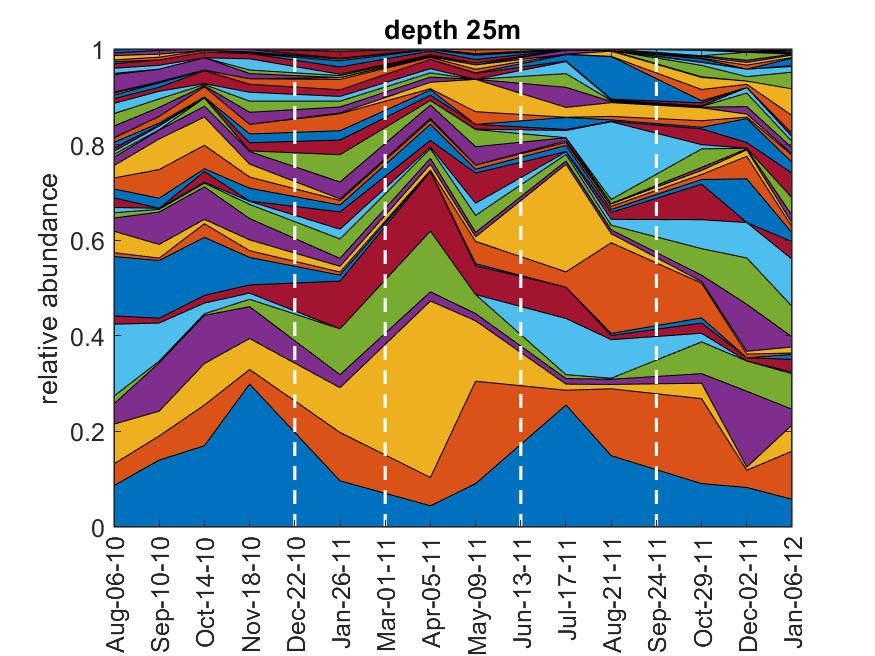 depth 25m
relative abundance
1
0.8
0.6
0.4
0.2
0
Aug-06-10
Sep-10-10
Oct-14-10
Nov-18-10
Dec-22-10
Jan-26-11
Mar-01-11
Apr-05-11
May-09-11
Jun-13-11
Jul-17-11
Aug-21-11
Sep-24-11
Oct-29-11
Dec-02-11
Jan-06-12